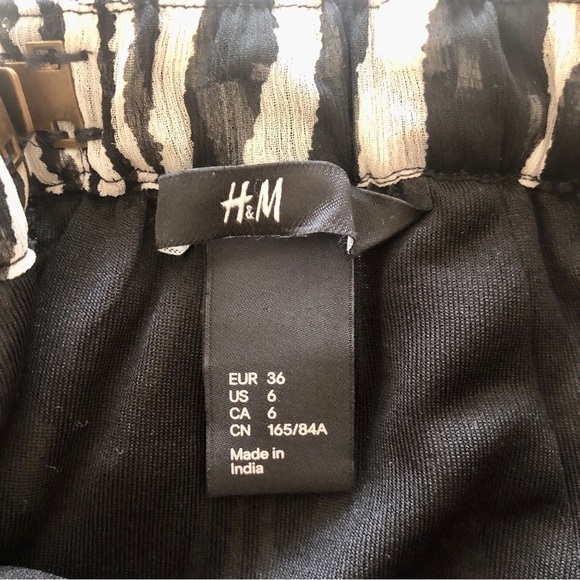 H&M
EUR 36
US 6
CA 6
CN 165/84A
Made in
India